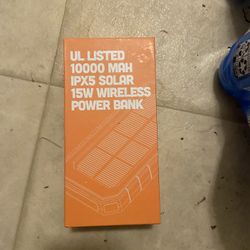 UL LISTED
10000 MAH
IPX5 SOLAR
15W WIRELESS
POWER BANK